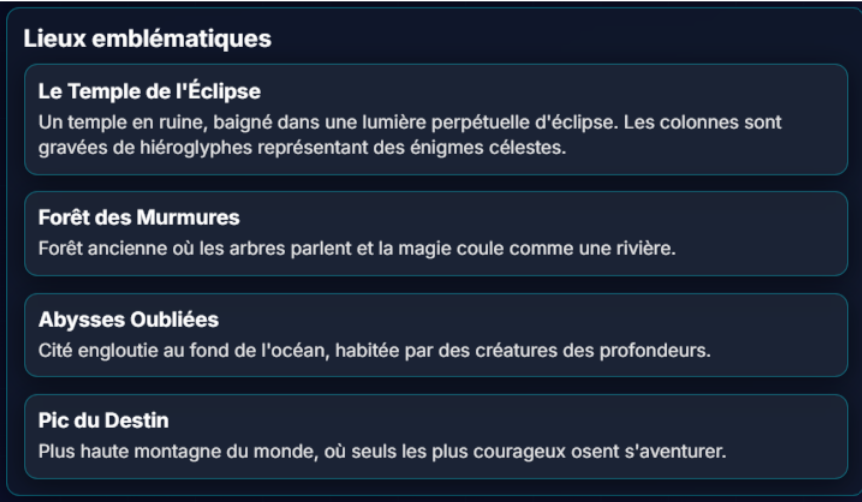 Lieux emblématiques
Le Temple de l'Éclipse
Un temple en ruine, baigné dans une lumière perpétuelle d'éclipse. Les colonnes sont
gravées de hiéroglyphes représentant des énigmes célestes.
Forêt des Murmures
Forêt ancienne où les arbres parlent et la magie coule comme une rivière.
Abysses Oubliées
Cité engloutie au fond de l'océan, habitée par des créatures des profondeurs.
Pic du Destin
Plus haute montagne du monde, où seuls les plus courageux osent s'aventurer.